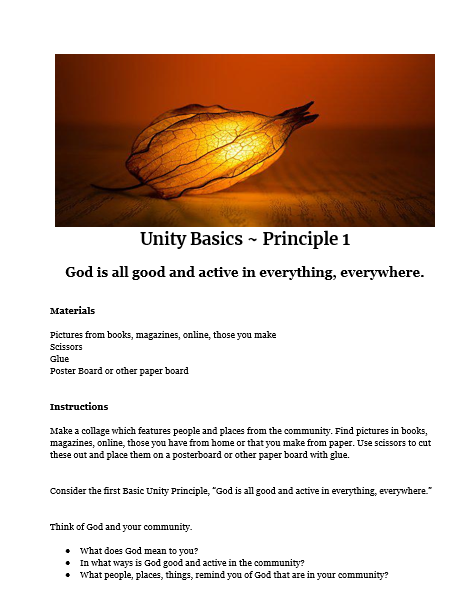 Unity Basics ~ Principle 1
God is all good and active in everything, everywhere.
Materials
Pictures from books, magazines, online, those you make
Scissors
Glue
Poster Board or other paper board
Instructions
Make a collage which features people and places from the community. Find pictures in books,
magazines, online, those you have from home or that you make from paper. Use scissors to cut
these out and place them on a posterboard or other paper board with glue.
Consider the first Basic Unity Principle, “God is all good and active in everything, everywhere.”
Think of God and your community.
● What does God mean to you?
● In what ways is God good and active in the community?
● What people, places, things, remind you of God that are in your community?